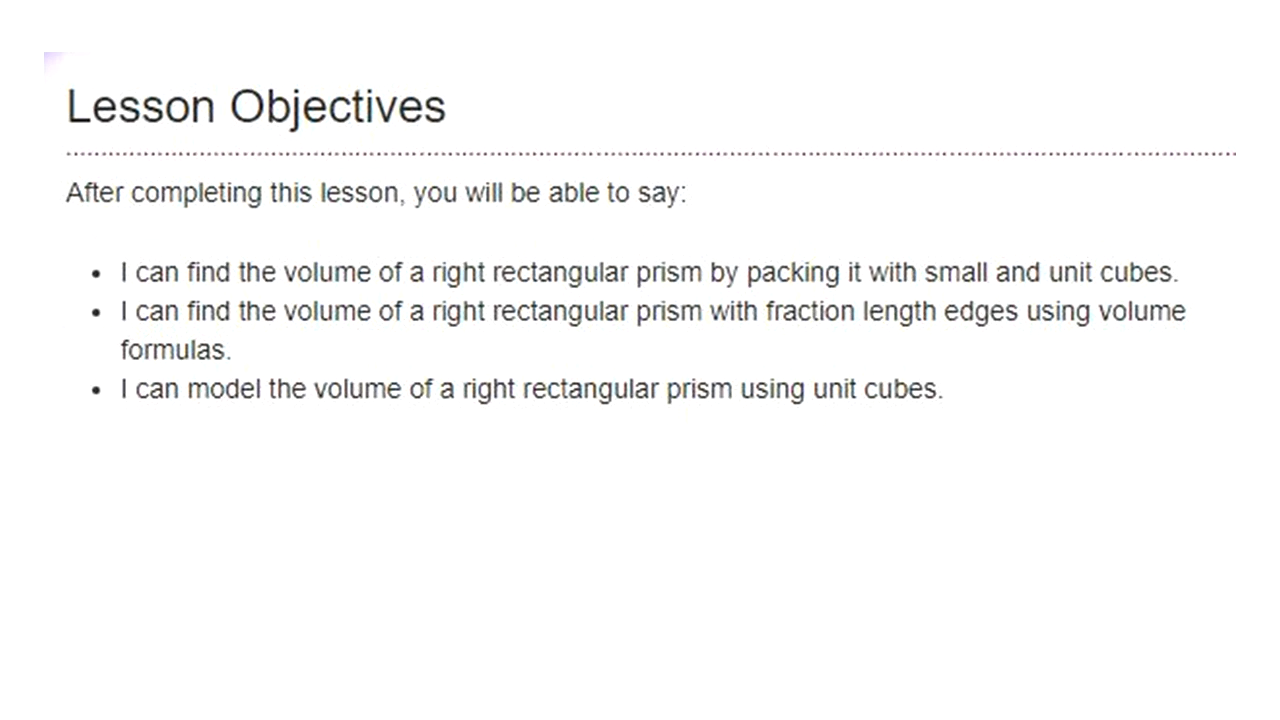 Lesson Objectives
After completing this lesson, you will be able to say:
• I can find the volume of a right rectangular prism by packing it with small and unit cubes.
• I can find the volume of a right rectangular prism with fraction length edges using volume
formulas.
• I can model the volume of a right rectangular prism using unit cubes.